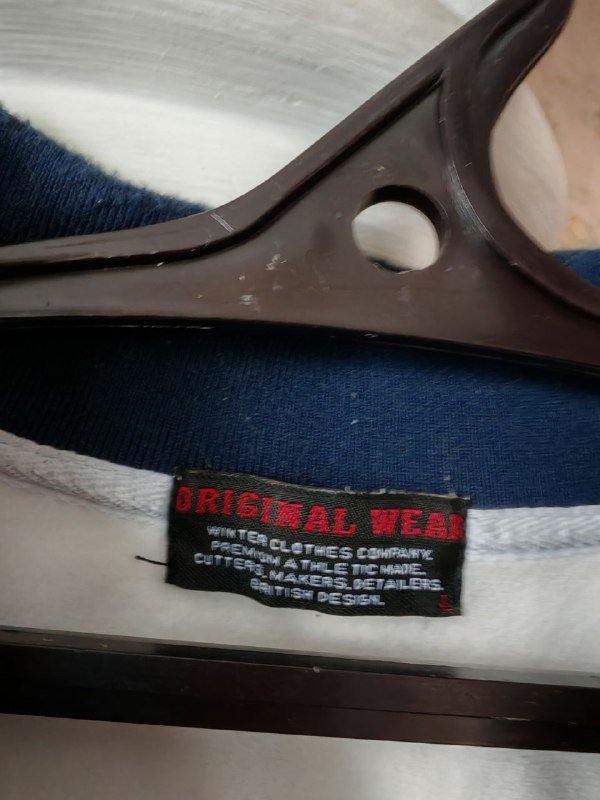 ORIGINAL WEAR
WINTER CLOTHES COMPANY.
PREMIUM ATHLETIC MADE.
CUTTERS, MAKERS, DETAILERS.
BRITISH DESIGN.